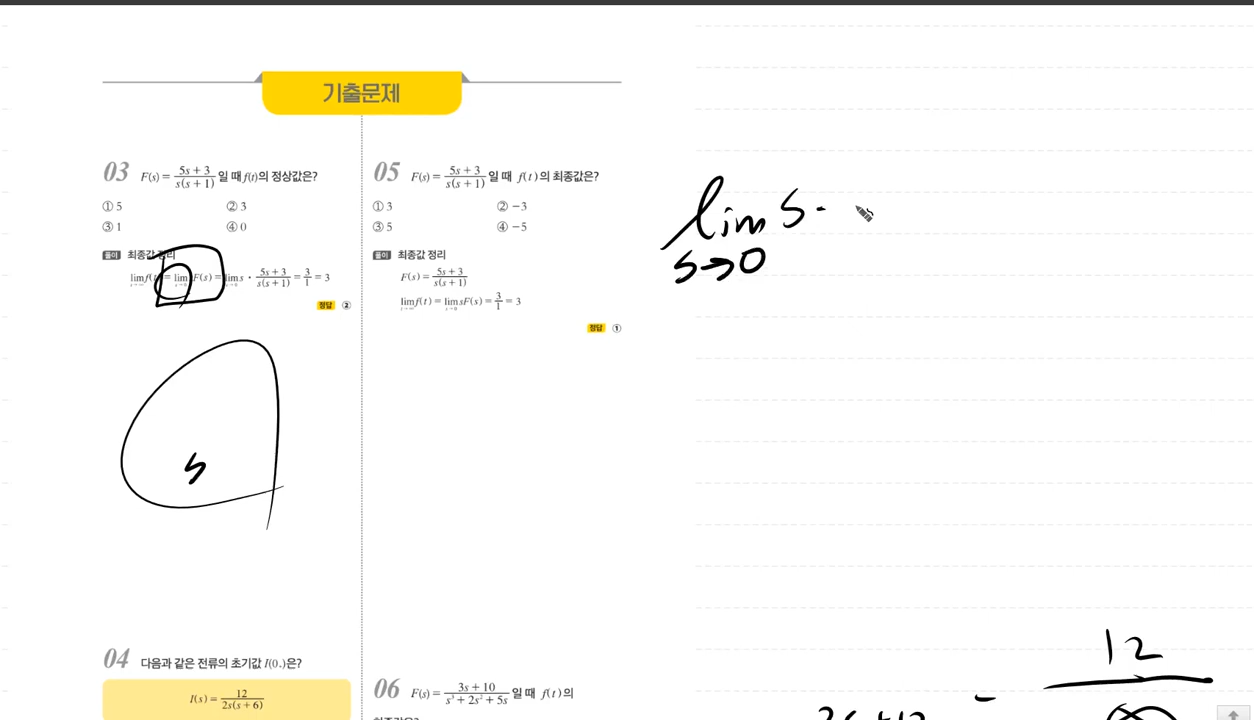 기출문제
03 F(s) = 5s + 3 / s(s + 1) 일 때 f(t)의 정상값은?
① 5 ② 3
③ 1 ④ 0
풀이 최종값 정리
lim f(t) = lim F(s) = lim s · 5s + 3 / s(s + 1) = 3/1 = 3
정답 ②
s
04 다음과 같은 전류의 초기값 I(0₊)은?
I(s) = 12 / 2s(s + 6)
05 F(s) = 5s + 3 / s(s + 1) 일 때 f(t)의 최종값은?
① 3 ② −3
③ 5 ④ −5
풀이 최종값 정리
F(s) = 5s + 3 / s(s + 1)
lim f(t) = lim sF(s) = 3/1 = 3
정답 ①
06 F(s) = 3s + 10 / s³ + 2s² + 5s 일 때 f(t)의
lim s ·
s→0
12